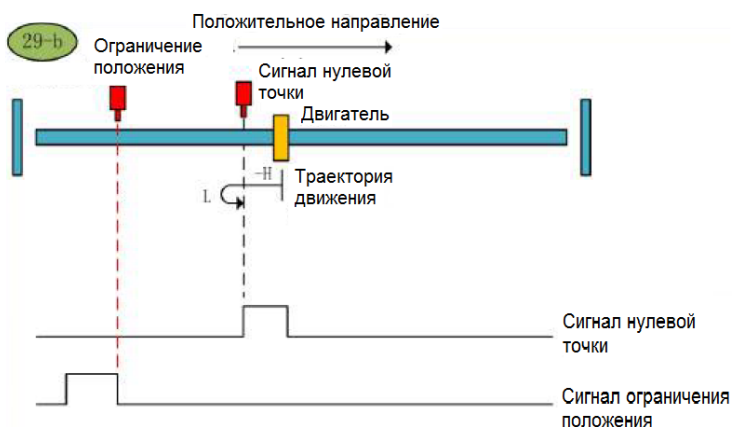 29-b
Положительное направление
Ограничение
положения
Сигнал нулевой
точки
Двигатель
-H
L
Траектория
движения
Сигнал нулевой
точки
Сигнал ограничения
положения